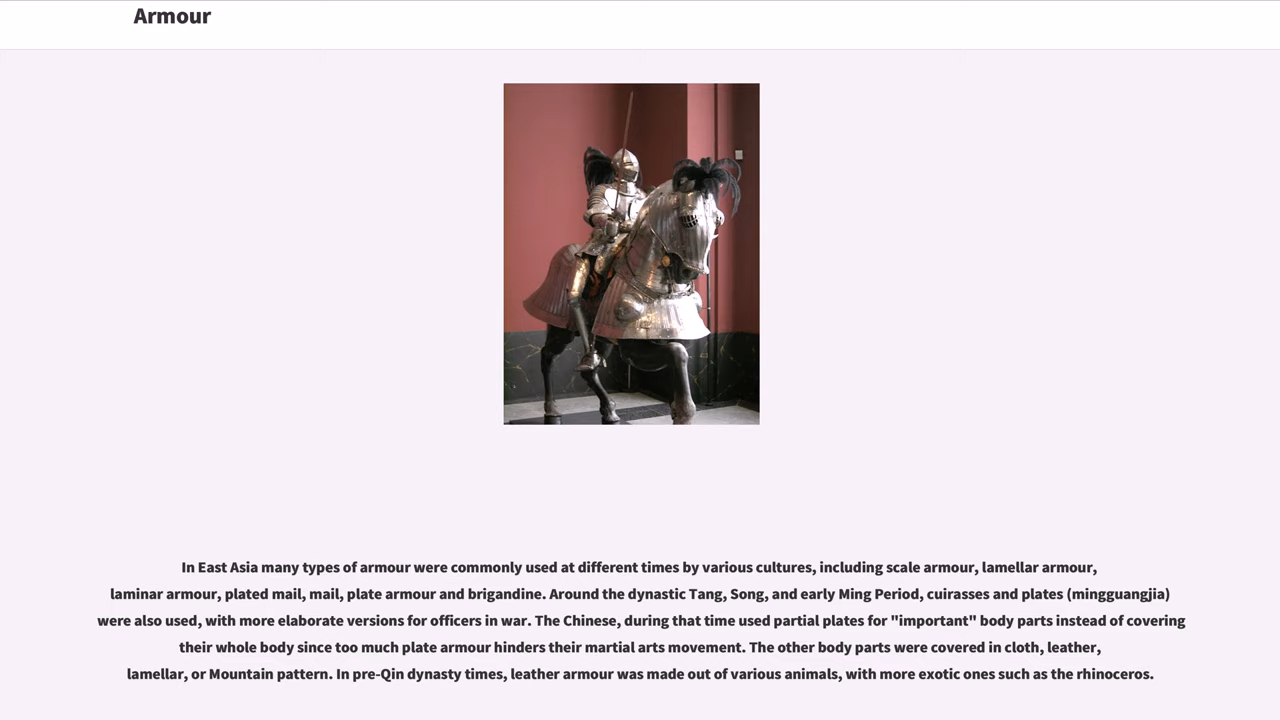 Armour
In East Asia many types of armour were commonly used at different times by various cultures, including scale armour, lamellar armour,
laminar armour, plated mail, mail, plate armour and brigandine. Around the dynastic Tang, Song, and early Ming Period, cuirasses and plates (mingguangjia)
were also used, with more elaborate versions for officers in war. The Chinese, during that time used partial plates for "important" body parts instead of covering
their whole body since too much plate armour hinders their martial arts movement. The other body parts were covered in cloth, leather,
lamellar, or Mountain pattern. In pre-Qin dynasty times, leather armour was made out of various animals, with more exotic ones such as the rhinoceros.